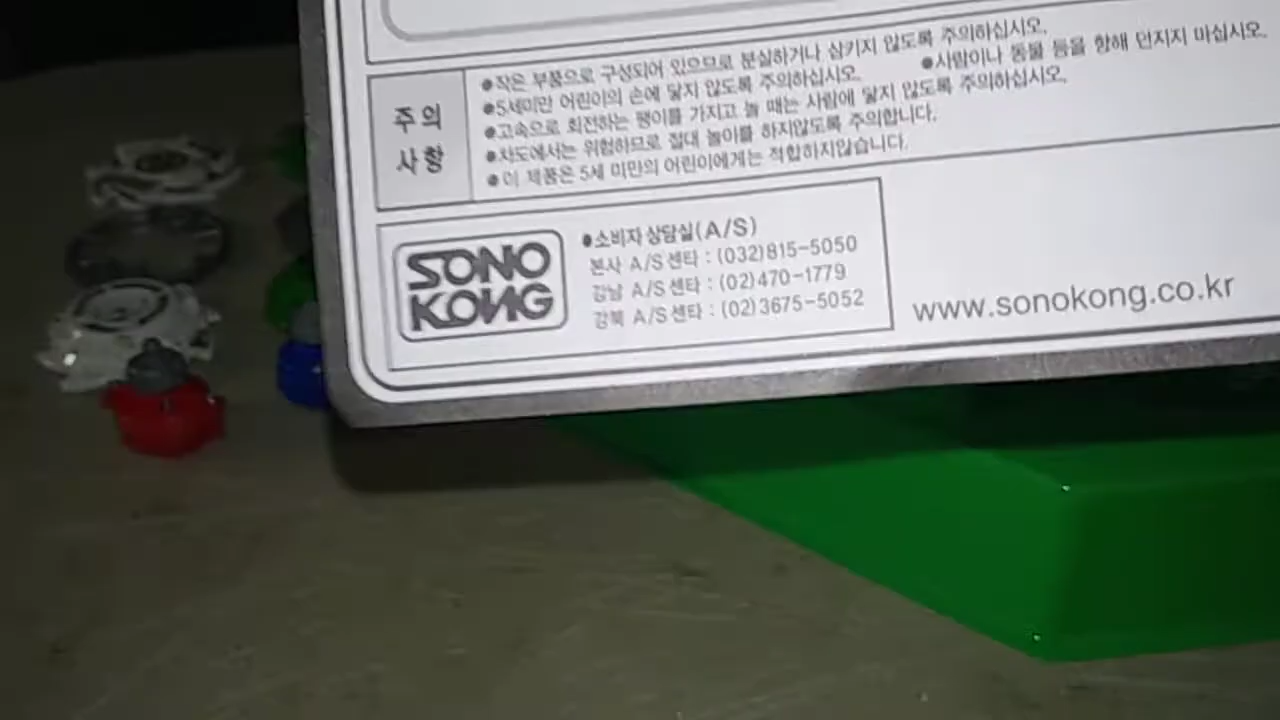 주의
사항
●작은 부품으로 구성되어 있으므로 분실하거나 삼키지 않도록 주의하십시오.
●5세미만 어린이의 손에 닿지 않도록 주의하십시오. ●사람이나 동물 등을 향해 던지지 마십시오.
●고속으로 회전하는 팽이를 가지고 놀 때는 사람에 닿지 않도록 주의하십시오.
●차도에서는 위험하므로 절대 놀이를 하지않도록 주의합니다.
●이 제품은 5세 미만의 어린이에게는 적합하지않습니다.
SONO
KONG
●소비자 상담실(A/S)
본사 A/S센타 : (032)815-5050
강남 A/S센타 : (02)470-1779
강북 A/S센타 : (02)3675-5052
www.sonokong.co.kr